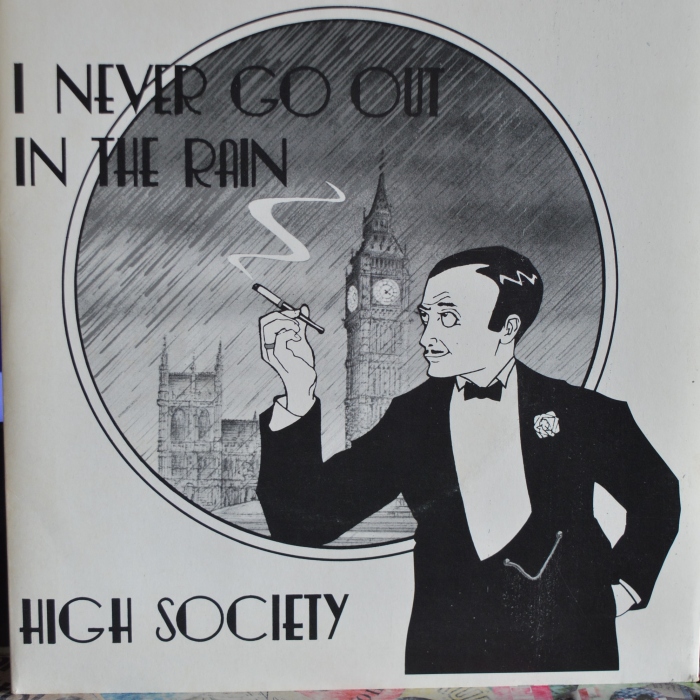 I NEVER GO OUT
IN THE RAIN
HIGH SOCIETY